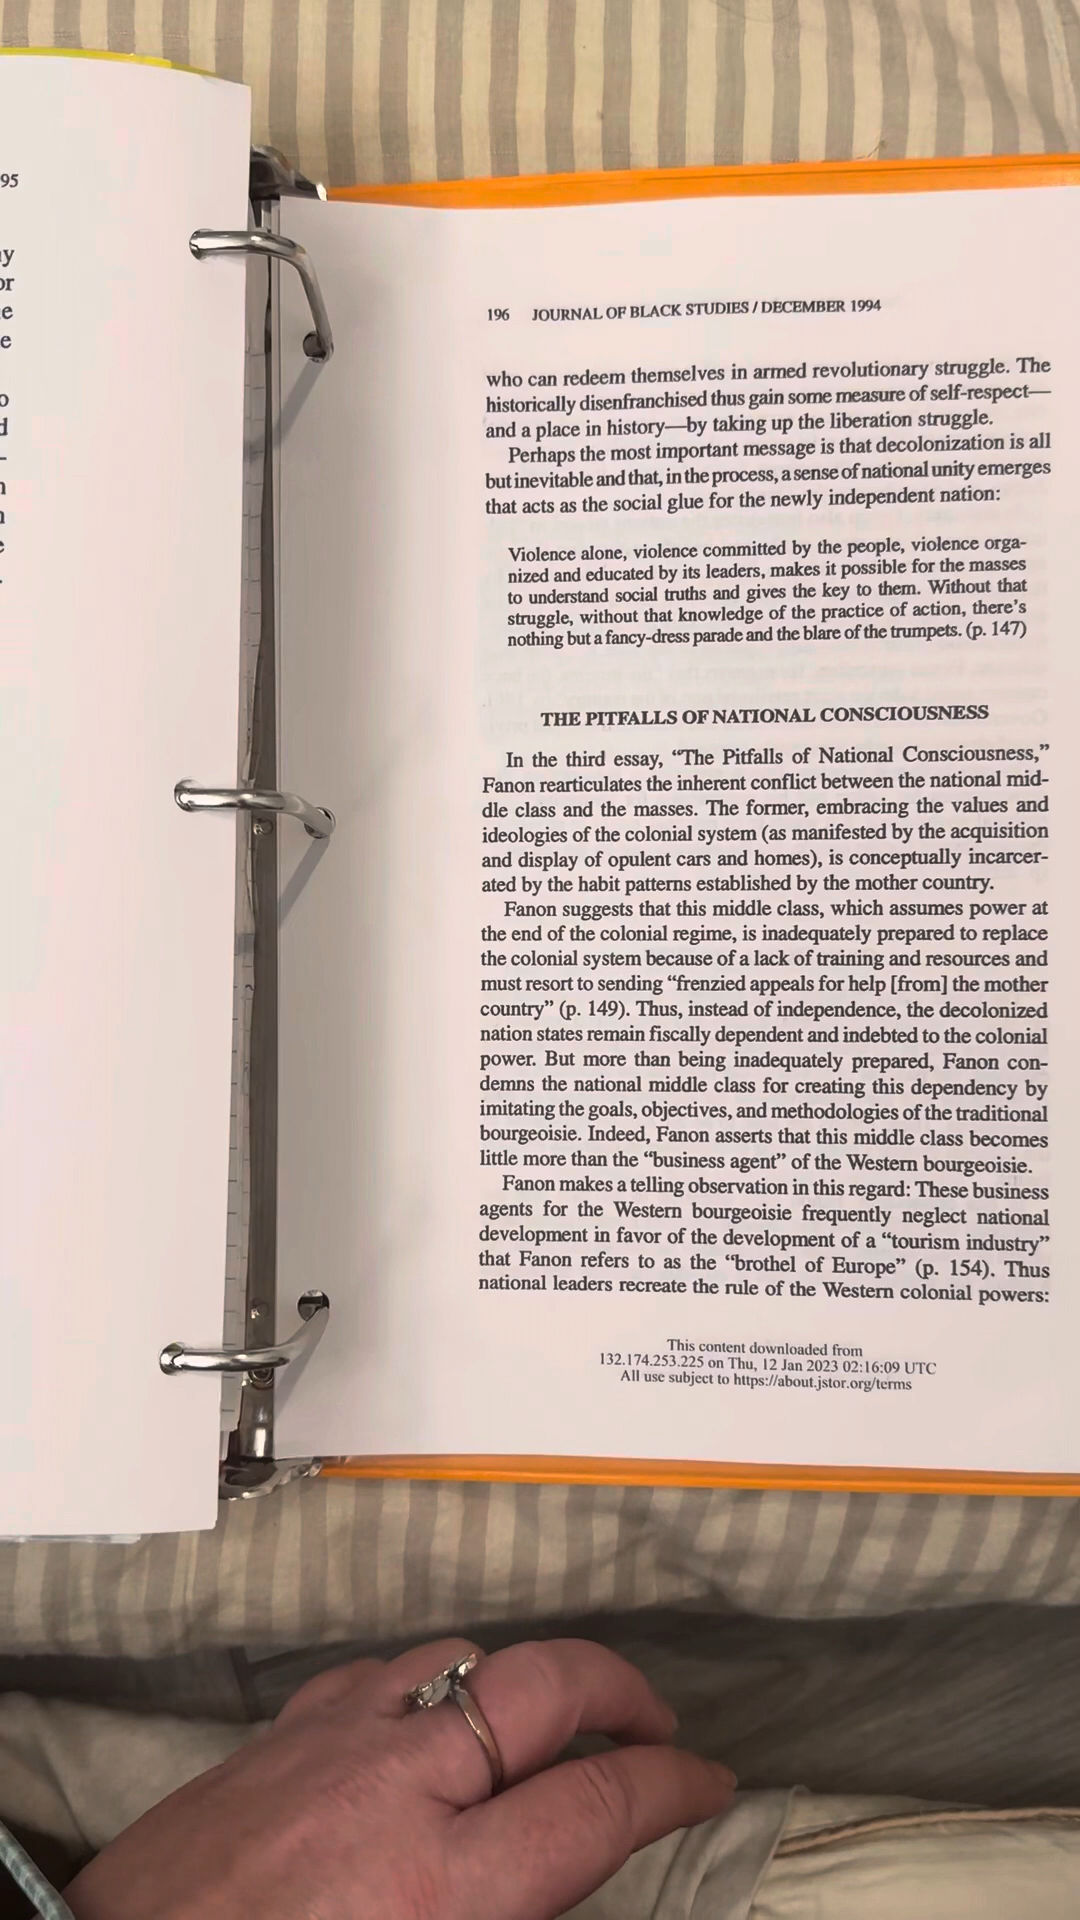 95
y
or
e
e
o
d
–
n
n
e
.
196 JOURNAL OF BLACK STUDIES / DECEMBER 1994
who can redeem themselves in armed revolutionary struggle. The
historically disenfranchised thus gain some measure of self-respect—
and a place in history—by taking up the liberation struggle.
Perhaps the most important message is that decolonization is all
but inevitable and that, in the process, a sense of national unity emerges
that acts as the social glue for the newly independent nation:
Violence alone, violence committed by the people, violence orga-
nized and educated by its leaders, makes it possible for the masses
to understand social truths and gives the key to them. Without that
struggle, without that knowledge of the practice of action, there's
nothing but a fancy-dress parade and the blare of the trumpets. (p. 147)
THE PITFALLS OF NATIONAL CONSCIOUSNESS
In the third essay, “The Pitfalls of National Consciousness,”
Fanon rearticulates the inherent conflict between the national mid-
dle class and the masses. The former, embracing the values and
ideologies of the colonial system (as manifested by the acquisition
and display of opulent cars and homes), is conceptually incarcer-
ated by the habit patterns established by the mother country.
Fanon suggests that this middle class, which assumes power at
the end of the colonial regime, is inadequately prepared to replace
the colonial system because of a lack of training and resources and
must resort to sending “frenzied appeals for help [from] the mother
country” (p. 149). Thus, instead of independence, the decolonized
nation states remain fiscally dependent and indebted to the colonial
power. But more than being inadequately prepared, Fanon con-
demns the national middle class for creating this dependency by
imitating the goals, objectives, and methodologies of the traditional
bourgeoisie. Indeed, Fanon asserts that this middle class becomes
little more than the “business agent” of the Western bourgeoisie.
Fanon makes a telling observation in this regard: These business
agents for the Western bourgeoisie frequently neglect national
development in favor of the development of a “tourism industry”
that Fanon refers to as the “brothel of Europe” (p. 154). Thus
national leaders recreate the rule of the Western colonial powers:
This content downloaded from
132.174.253.225 on Thu, 12 Jan 2023 02:16:09 UTC
All use subject to https://about.jstor.org/terms